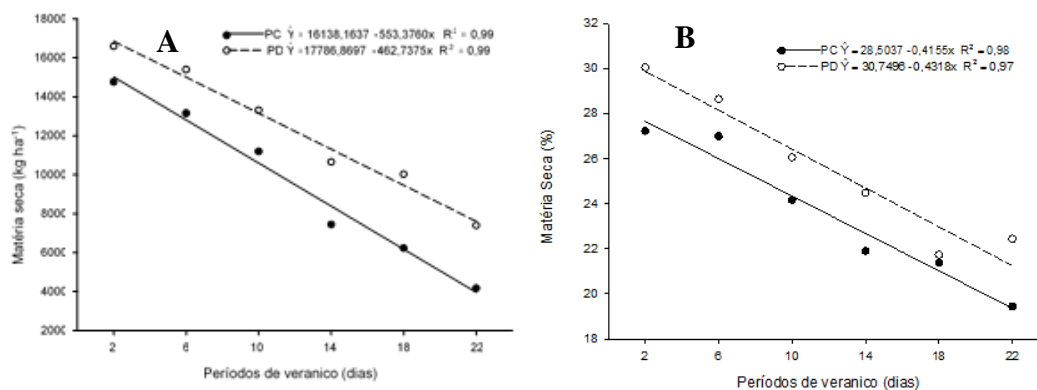 A
PC Ŷ = 16138,1637 -553,3760x R² = 0,99
PD Ŷ =17786,8697 -462,7375x R² = 0,99
18000
16000
14000
12000
10000
8000
6000
4000
2000
Matéria seca (kg ha⁻¹)
2 6 10 14 18 22
Períodos de veranico (dias)
B
PC Ŷ = 28,5037 -0,4155x R² = 0,98
PD Ŷ = 30,7496 -0,4318x R² = 0,97
32
30
28
26
24
22
20
18
Matéria Seca (%)
2 6 10 14 18 22
Períodos de veranico (dias)